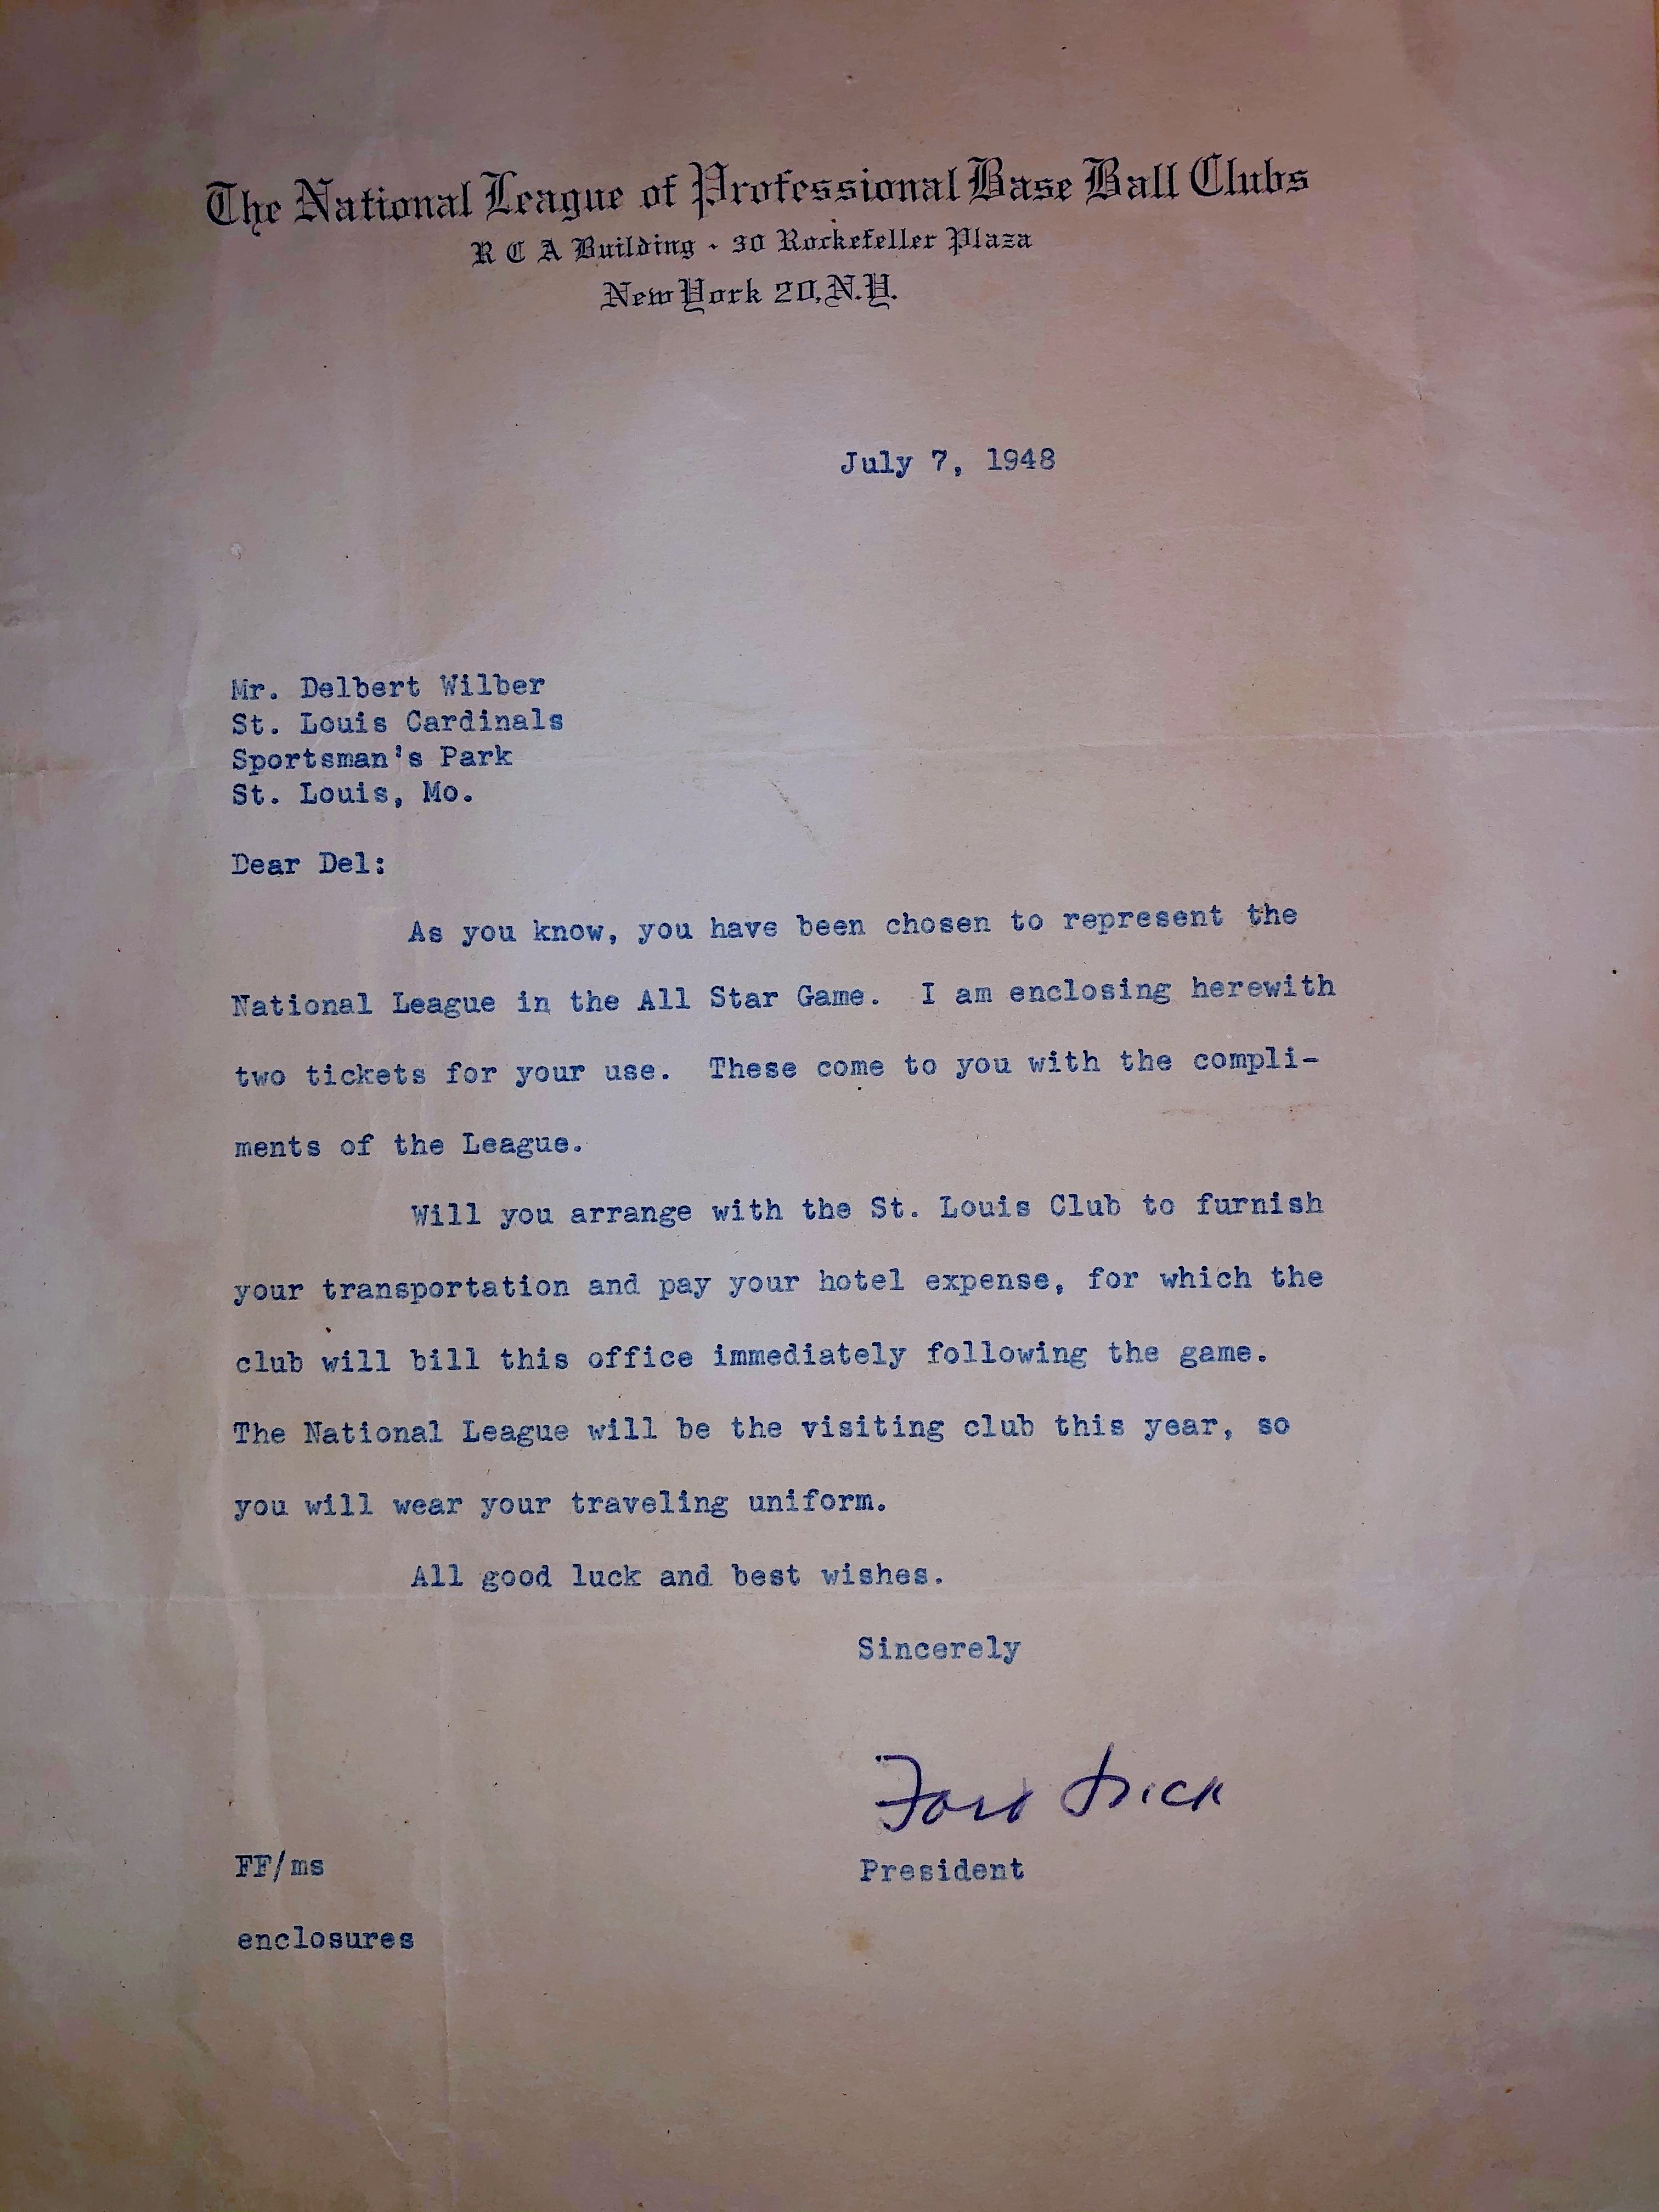 The National League of Professional Base Ball Clubs
R C A Building - 30 Rockefeller Plaza
New York 20, N.Y.
July 7, 1948
Mr. Delbert Wilber
St. Louis Cardinals
Sportsman's Park
St. Louis, Mo.
Dear Del:
As you know, you have been chosen to represent the
National League in the All Star Game.  I am enclosing herewith
two tickets for your use.  These come to you with the compli-
ments of the League.
Will you arrange with the St. Louis Club to furnish
your transportation and pay your hotel expense, for which the
club will bill this office immediately following the game.
The National League will be the visiting club this year, so
you will wear your traveling uniform.
All good luck and best wishes.
Sincerely
Ford Frick
FF/ms
President
enclosures